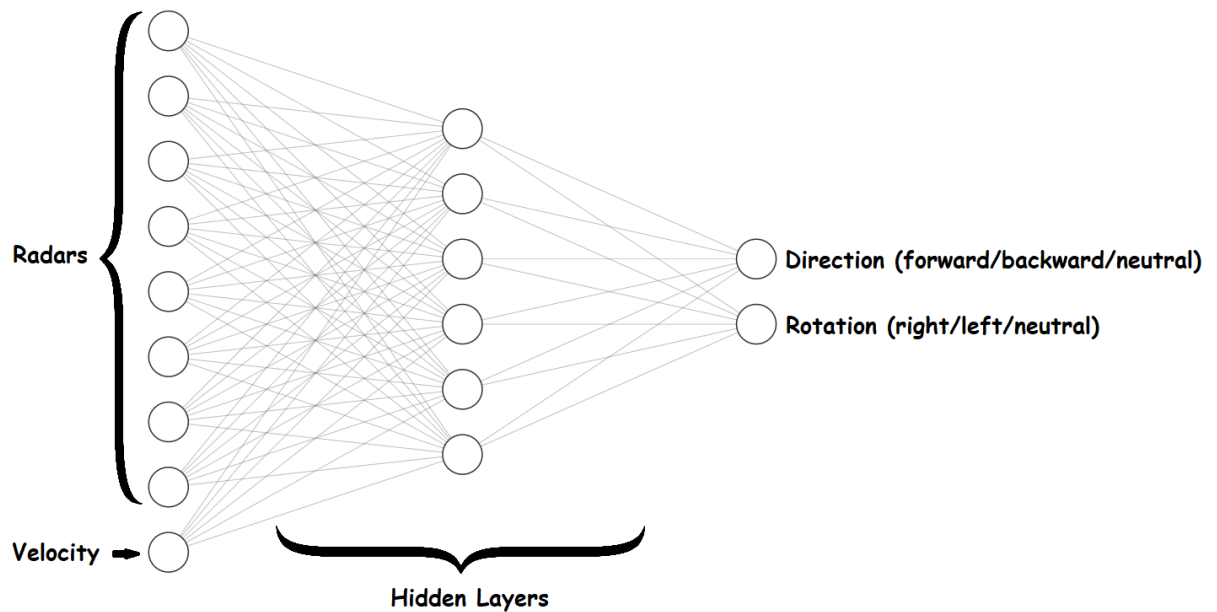 Radars
Direction (forward/backward/neutral)
Rotation (right/left/neutral)
Velocity
Hidden Layers